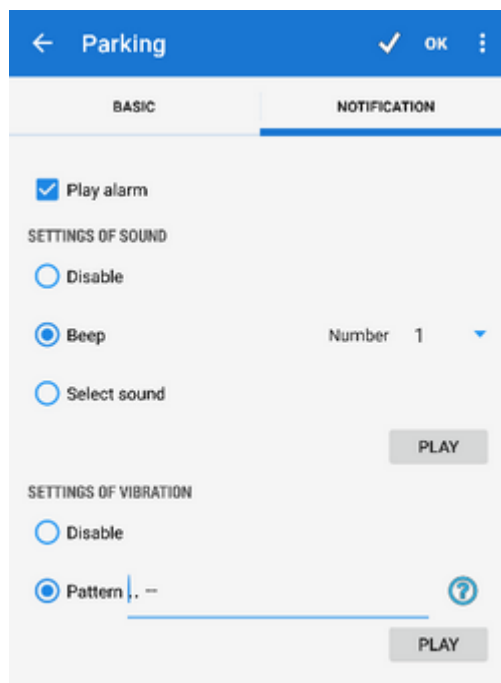 Parking OK
BASIC NOTIFICATION
Play alarm
SETTINGS OF SOUND
Disable
Beep Number 1
Select sound
PLAY
SETTINGS OF VIBRATION
Disable
Pattern .. --
?
PLAY